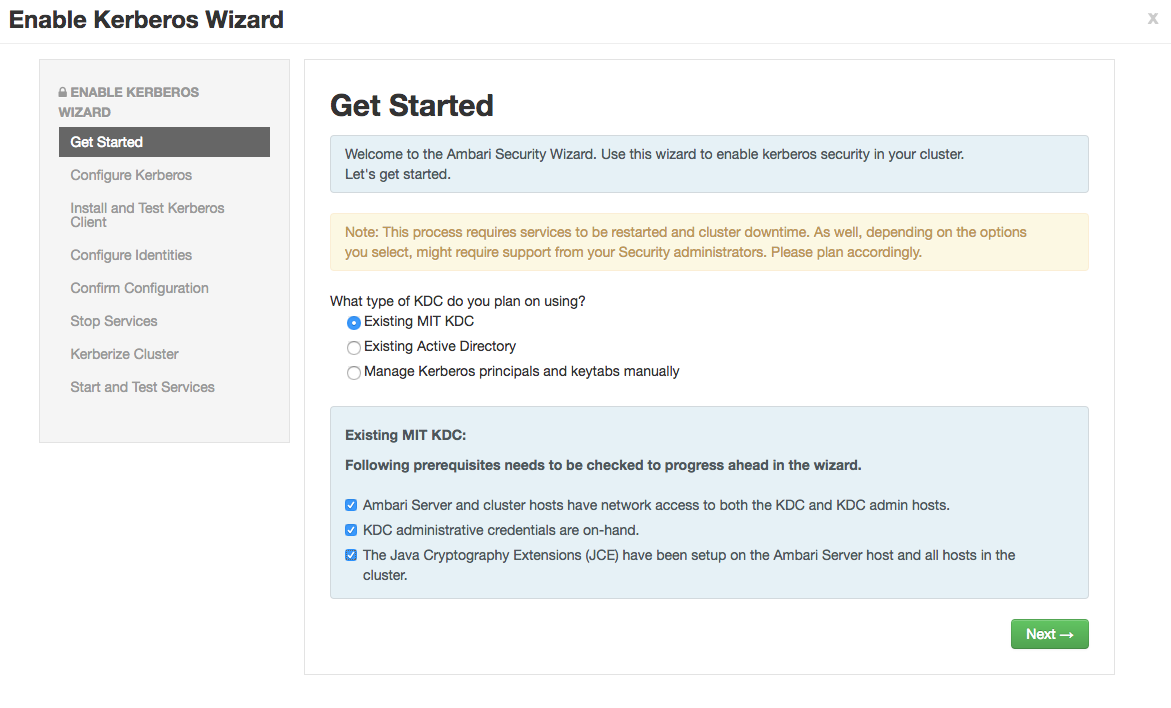 Enable Kerberos Wizard
x
ENABLE KERBEROS
WIZARD
Get Started
Configure Kerberos
Install and Test Kerberos
Client
Configure Identities
Confirm Configuration
Stop Services
Kerberize Cluster
Start and Test Services
Get Started
Welcome to the Ambari Security Wizard. Use this wizard to enable kerberos security in your cluster.
Let's get started.
Note: This process requires services to be restarted and cluster downtime. As well, depending on the options
you select, might require support from your Security administrators. Please plan accordingly.
What type of KDC do you plan on using?
Existing MIT KDC
Existing Active Directory
Manage Kerberos principals and keytabs manually
Existing MIT KDC:
Following prerequisites needs to be checked to progress ahead in the wizard.
Ambari Server and cluster hosts have network access to both the KDC and KDC admin hosts.
KDC administrative credentials are on-hand.
The Java Cryptography Extensions (JCE) have been setup on the Ambari Server host and all hosts in the
cluster.
Next →